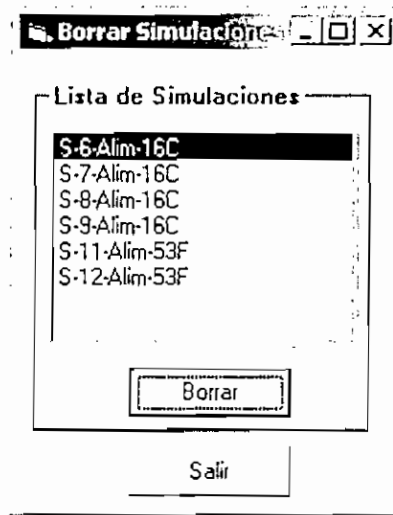 Borrar Simulaciones
Lista de Simulaciones
S-6-Alim-16C
S-7-Alim-16C
S-8-Alim-16C
S-9-Alim-16C
S-11-Alim-53F
S-12-Alim-53F
Borrar
Salir